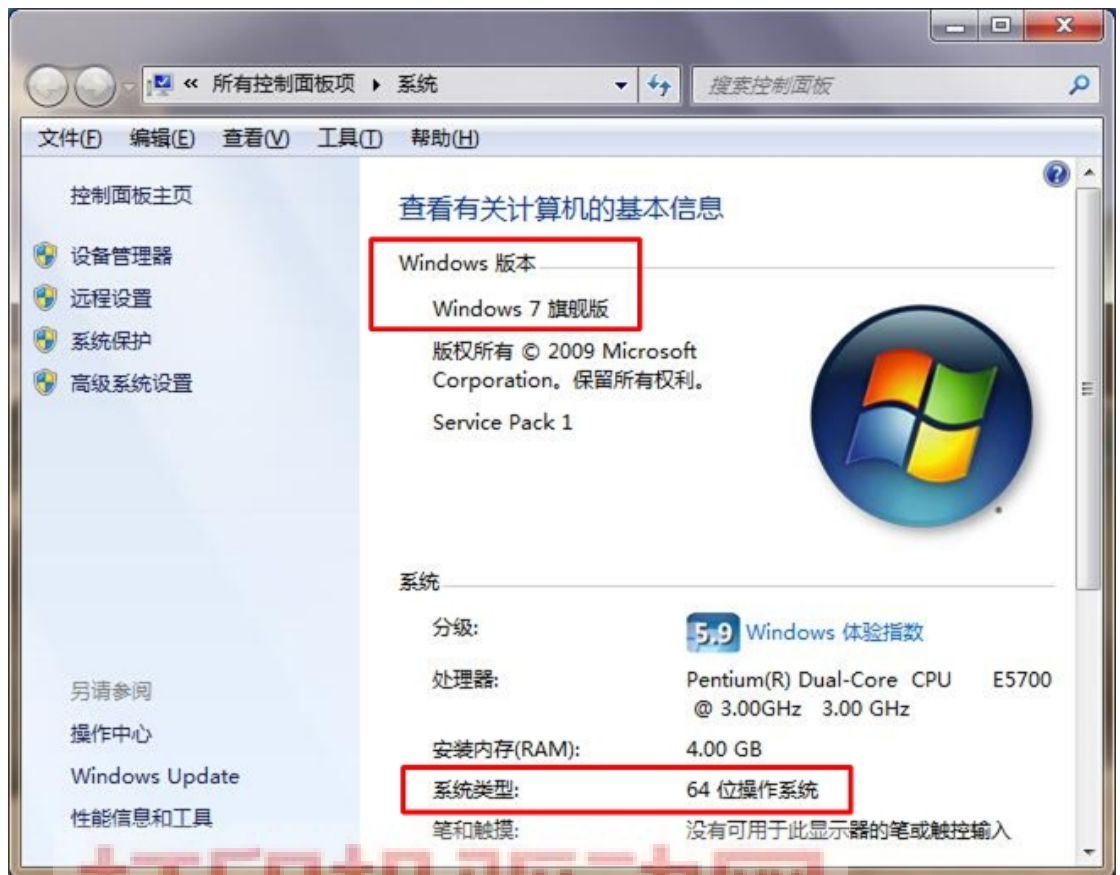 « 所有控制面板项 ▸ 系统
搜索控制面板
文件(F) 编辑(E) 查看(V) 工具(T) 帮助(H)
控制面板主页
设备管理器
远程设置
系统保护
高级系统设置
另请参阅
操作中心
Windows Update
性能信息和工具
查看有关计算机的基本信息
Windows 版本
Windows 7 旗舰版
版权所有 © 2009 Microsoft
Corporation。保留所有权利。
Service Pack 1
系统
分级: 5.9 Windows 体验指数
处理器: Pentium(R) Dual-Core CPU E5700
@ 3.00GHz 3.00 GHz
安装内存(RAM): 4.00 GB
系统类型: 64 位操作系统
笔和触摸: 没有可用于此显示器的笔或触控输入